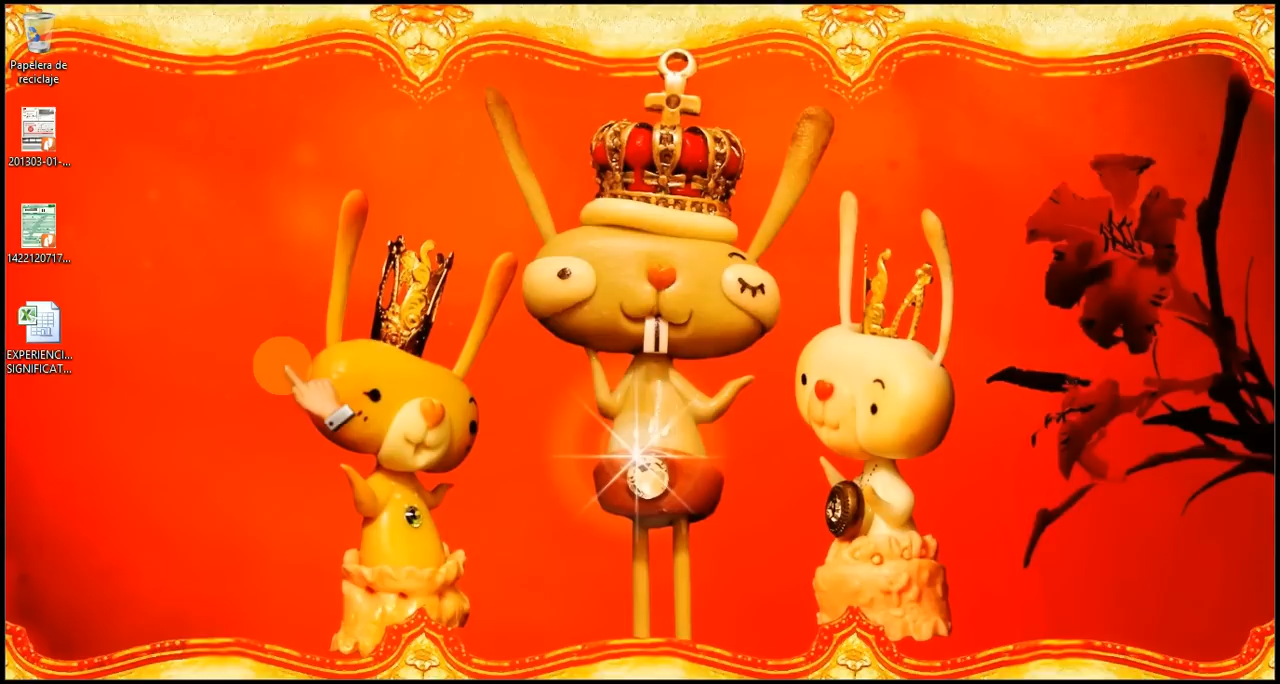 Papelera de
reciclaje
201303-01-...
1422120717...
EXPERIENCI...
SIGNIFICAT...